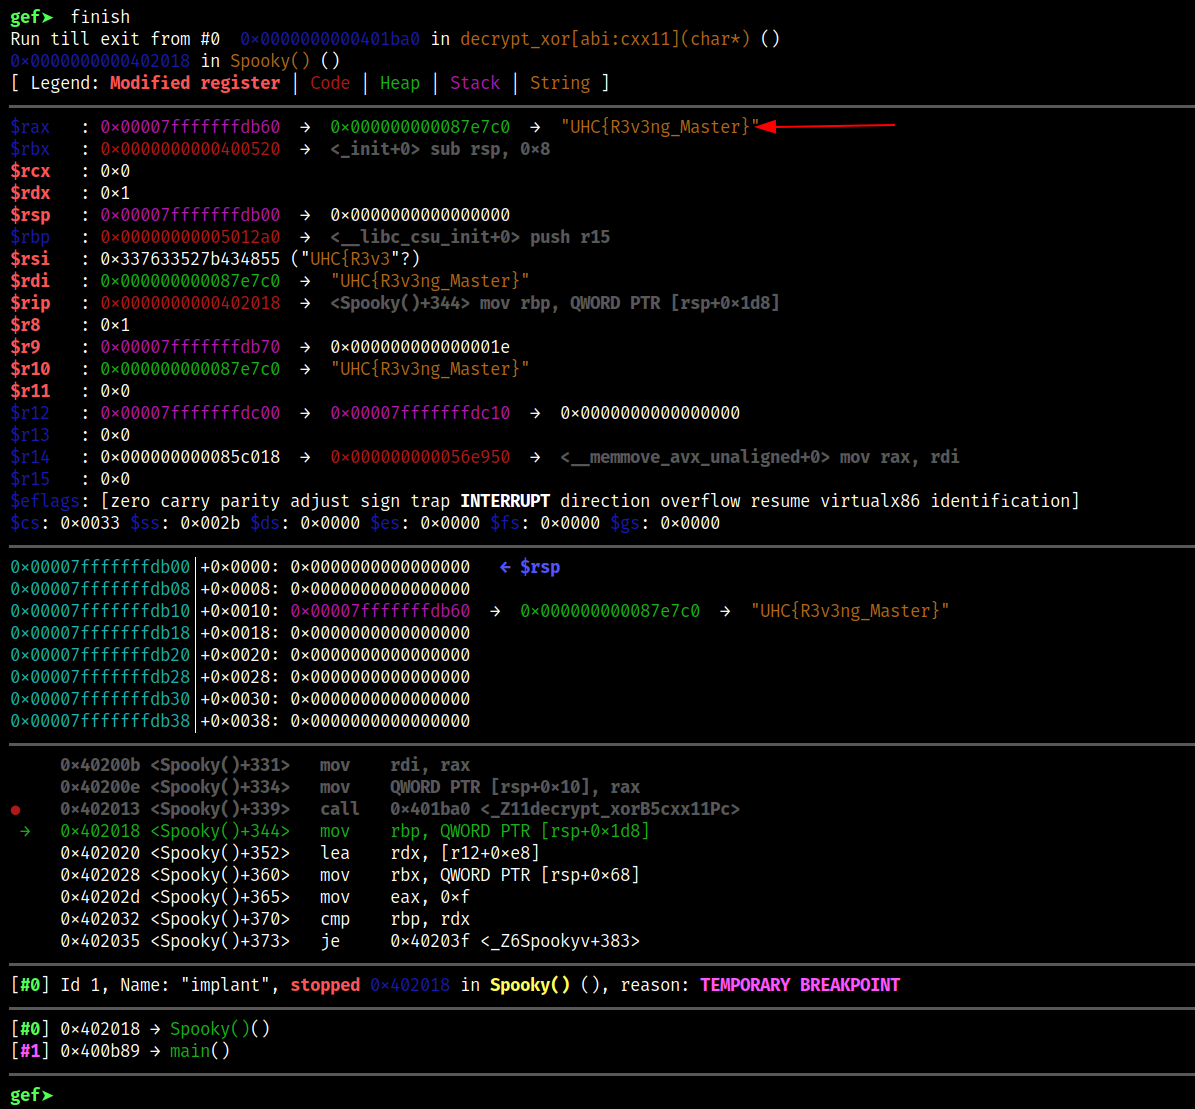 gef➤  finish
Run till exit from #0  0×0000000000401ba0 in decrypt_xor[abi:cxx11](char*) ()
0×0000000000402018 in Spooky() ()
[ Legend: Modified register | Code | Heap | Stack | String ]
$rax   : 0×00007fffffffdb60  →  0×000000000087e7c0  →  "UHC{R3v3ng_Master}"
$rbx   : 0×0000000000400520  →  <_init+0> sub rsp, 0×8
$rcx   : 0×0
$rdx   : 0×1
$rsp   : 0×00007fffffffdb00  →  0×0000000000000000
$rbp   : 0×00000000005012a0  →  <__libc_csu_init+0> push r15
$rsi   : 0×337633527b434855 ("UHC{R3v3"?)
$rdi   : 0×000000000087e7c0  →  "UHC{R3v3ng_Master}"
$rip   : 0×0000000000402018  →  <Spooky()+344> mov rbp, QWORD PTR [rsp+0×1d8]
$r8    : 0×1
$r9    : 0×00007fffffffdb70  →  0×000000000000001e
$r10   : 0×000000000087e7c0  →  "UHC{R3v3ng_Master}"
$r11   : 0×0
$r12   : 0×00007fffffffdc00  →  0×00007fffffffdc10  →  0×0000000000000000
$r13   : 0×0
$r14   : 0×000000000085c018  →  0×000000000056e950  →  <__memmove_avx_unaligned+0> mov rax, rdi
$r15   : 0×0
$eflags: [zero carry parity adjust sign trap INTERRUPT direction overflow resume virtualx86 identification]
$cs: 0×0033 $ss: 0×002b $ds: 0×0000 $es: 0×0000 $fs: 0×0000 $gs: 0×0000
0×00007fffffffdb00│+0×0000: 0×0000000000000000   ← $rsp
0×00007fffffffdb08│+0×0008: 0×0000000000000000
0×00007fffffffdb10│+0×0010: 0×00007fffffffdb60  →  0×000000000087e7c0  →  "UHC{R3v3ng_Master}"
0×00007fffffffdb18│+0×0018: 0×0000000000000000
0×00007fffffffdb20│+0×0020: 0×0000000000000000
0×00007fffffffdb28│+0×0028: 0×0000000000000000
0×00007fffffffdb30│+0×0030: 0×0000000000000000
0×00007fffffffdb38│+0×0038: 0×0000000000000000
0×40200b <Spooky()+331>   mov    rdi, rax
0×40200e <Spooky()+334>   mov    QWORD PTR [rsp+0×10], rax
●    0×402013 <Spooky()+339>   call   0×401ba0 <_Z11decrypt_xorB5cxx11Pc>
→   0×402018 <Spooky()+344>   mov    rbp, QWORD PTR [rsp+0×1d8]
0×402020 <Spooky()+352>   lea    rdx, [r12+0×e8]
0×402028 <Spooky()+360>   mov    rbx, QWORD PTR [rsp+0×68]
0×40202d <Spooky()+365>   mov    eax, 0×f
0×402032 <Spooky()+370>   cmp    rbp, rdx
0×402035 <Spooky()+373>   je     0×40203f <_Z6Spookyv+383>
[#0] Id 1, Name: "implant", stopped 0×402018 in Spooky() (), reason: TEMPORARY BREAKPOINT
[#0] 0×402018 → Spooky()()
[#1] 0×400b89 → main()
gef➤